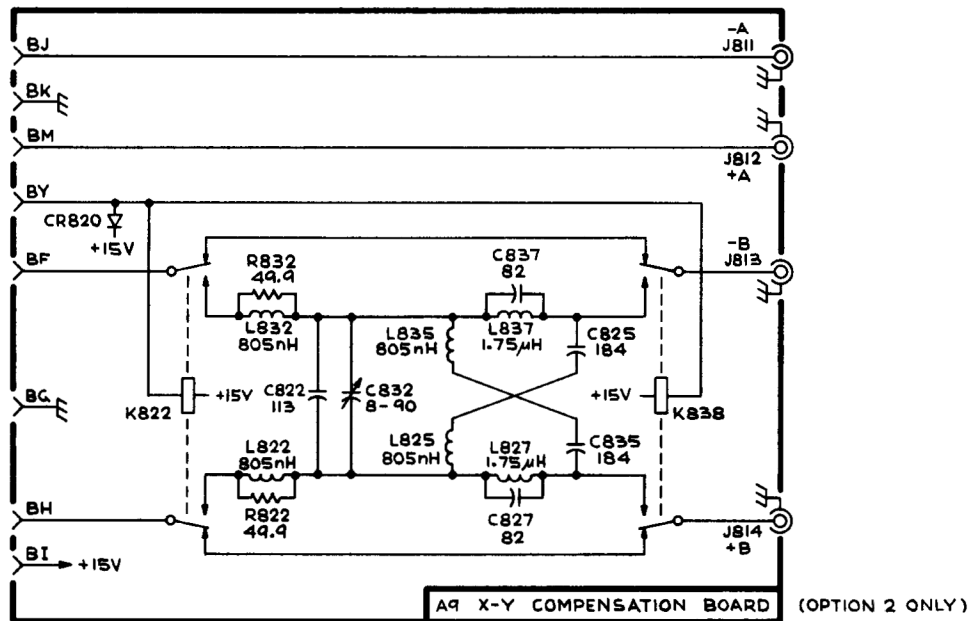 -A
J811
BJ
BK
BM
J812
+A
BY
CR820
+15V
BF
-B
J813
R832
49.9
C837
82
L832
805nH
L835
805nH
L837
1.75μH
C825
184
BG
K822
+15V
C822
113
C832
8-90
+15V
K838
L822
805nH
L825
805nH
L827
1.75μH
C835
184
R822
49.9
C827
82
BH
J814
+B
BI
+15V
A9 X-Y COMPENSATION BOARD (OPTION 2 ONLY)